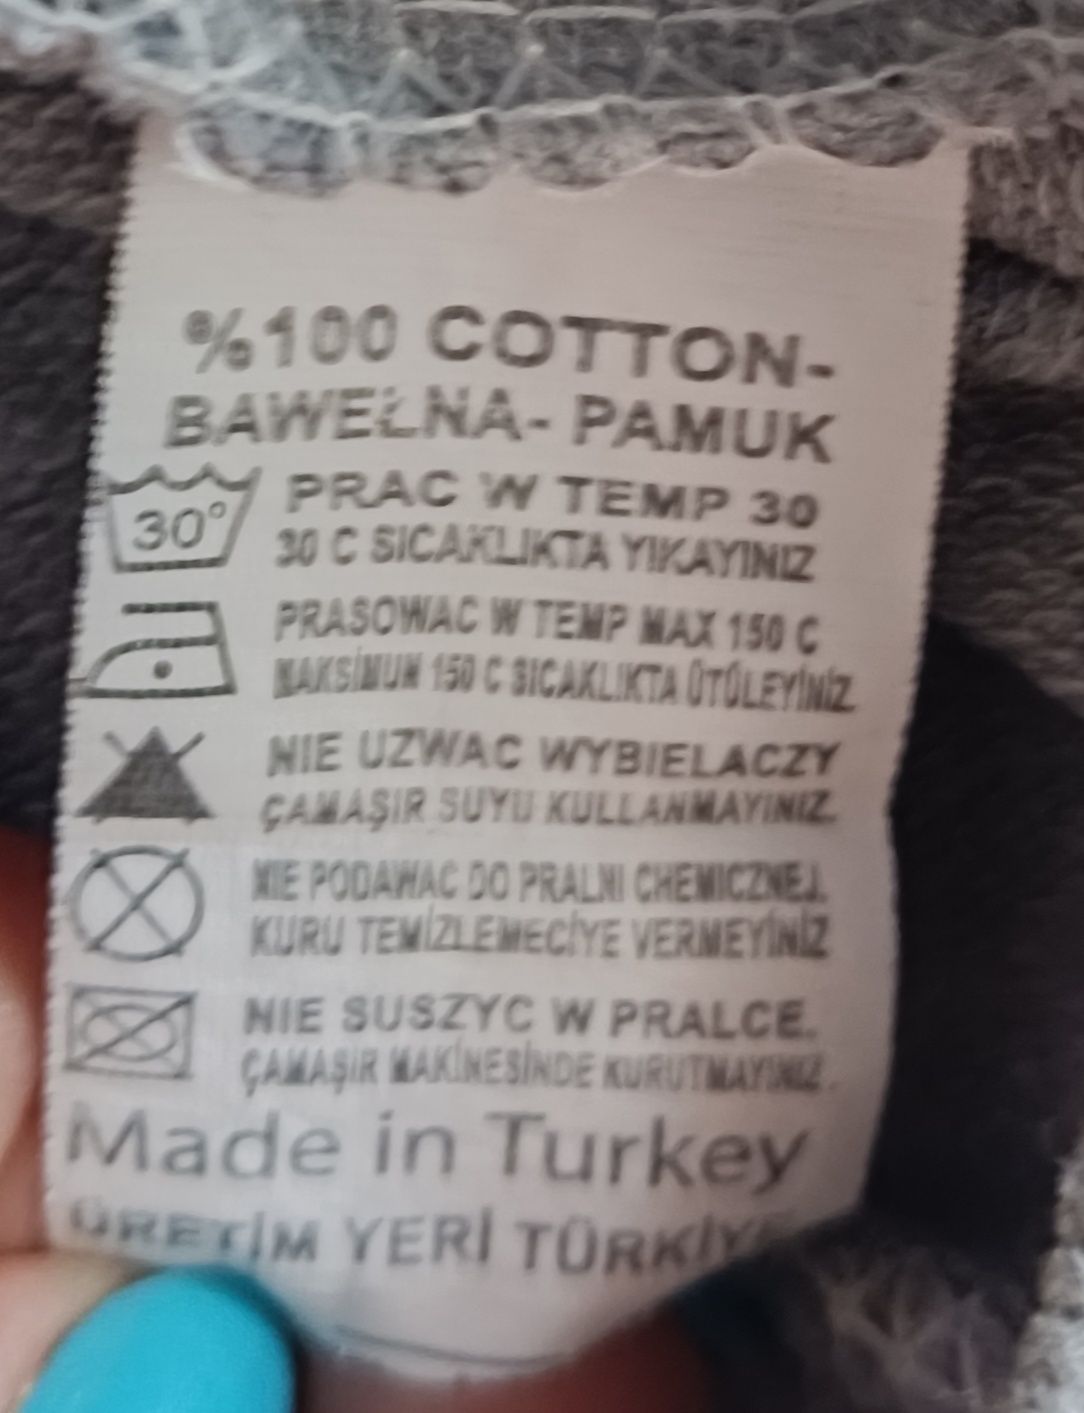 %100 COTTON-
BAWEŁNA- PAMUK
30° PRAC W TEMP 30
30 C SICAKLIKTA YIKAYINIZ
PRASOWAC W TEMP MAX 150 C
MAKSİMUM 150 C SICAKLIKTA ÜTÜLEYİNİZ.
NIE UZWAC WYBIELACZY
ÇAMAŞIR SUYU KULLANMAYINIZ.
NIE PODAWAC DO PRALNI CHEMICZNEJ.
KURU TEMİZLEMECİYE VERMEYİNİZ
NIE SUSZYC W PRALCE.
ÇAMAŞIR MAKİNESİNDE KURUTMAYINIZ.
Made in Turkey
ÜRETİM YERİ TÜRKİYE